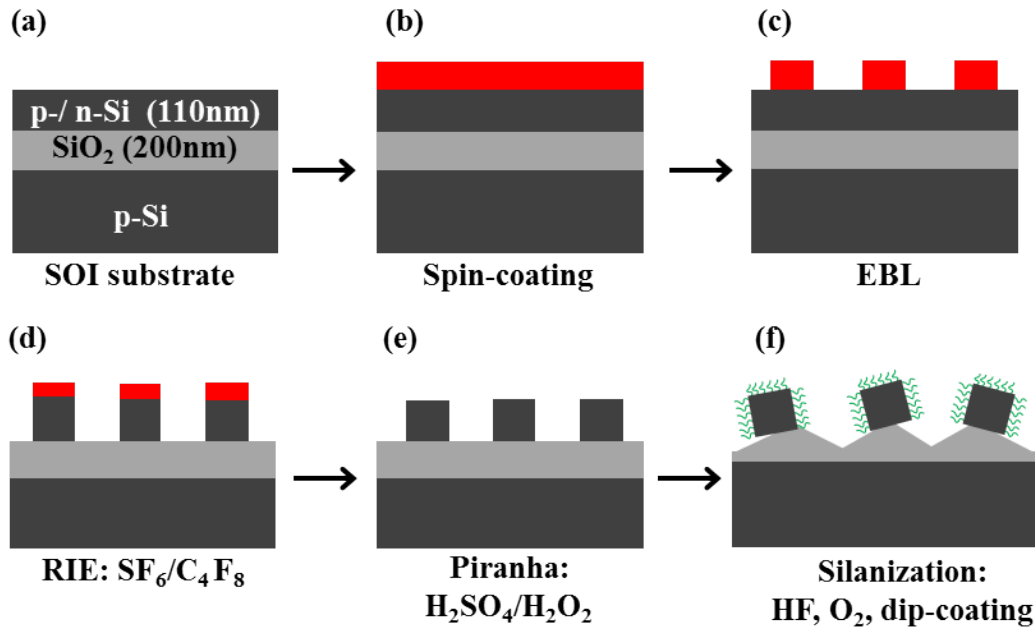 (a)
p-/ n-Si (110nm)
SiO₂ (200nm)
p-Si
SOI substrate
(b)
Spin-coating
(c)
EBL
(d)
RIE: SF₆/C₄F₈
(e)
Piranha:
H₂SO₄/H₂O₂
(f)
Silanization:
HF, O₂, dip-coating